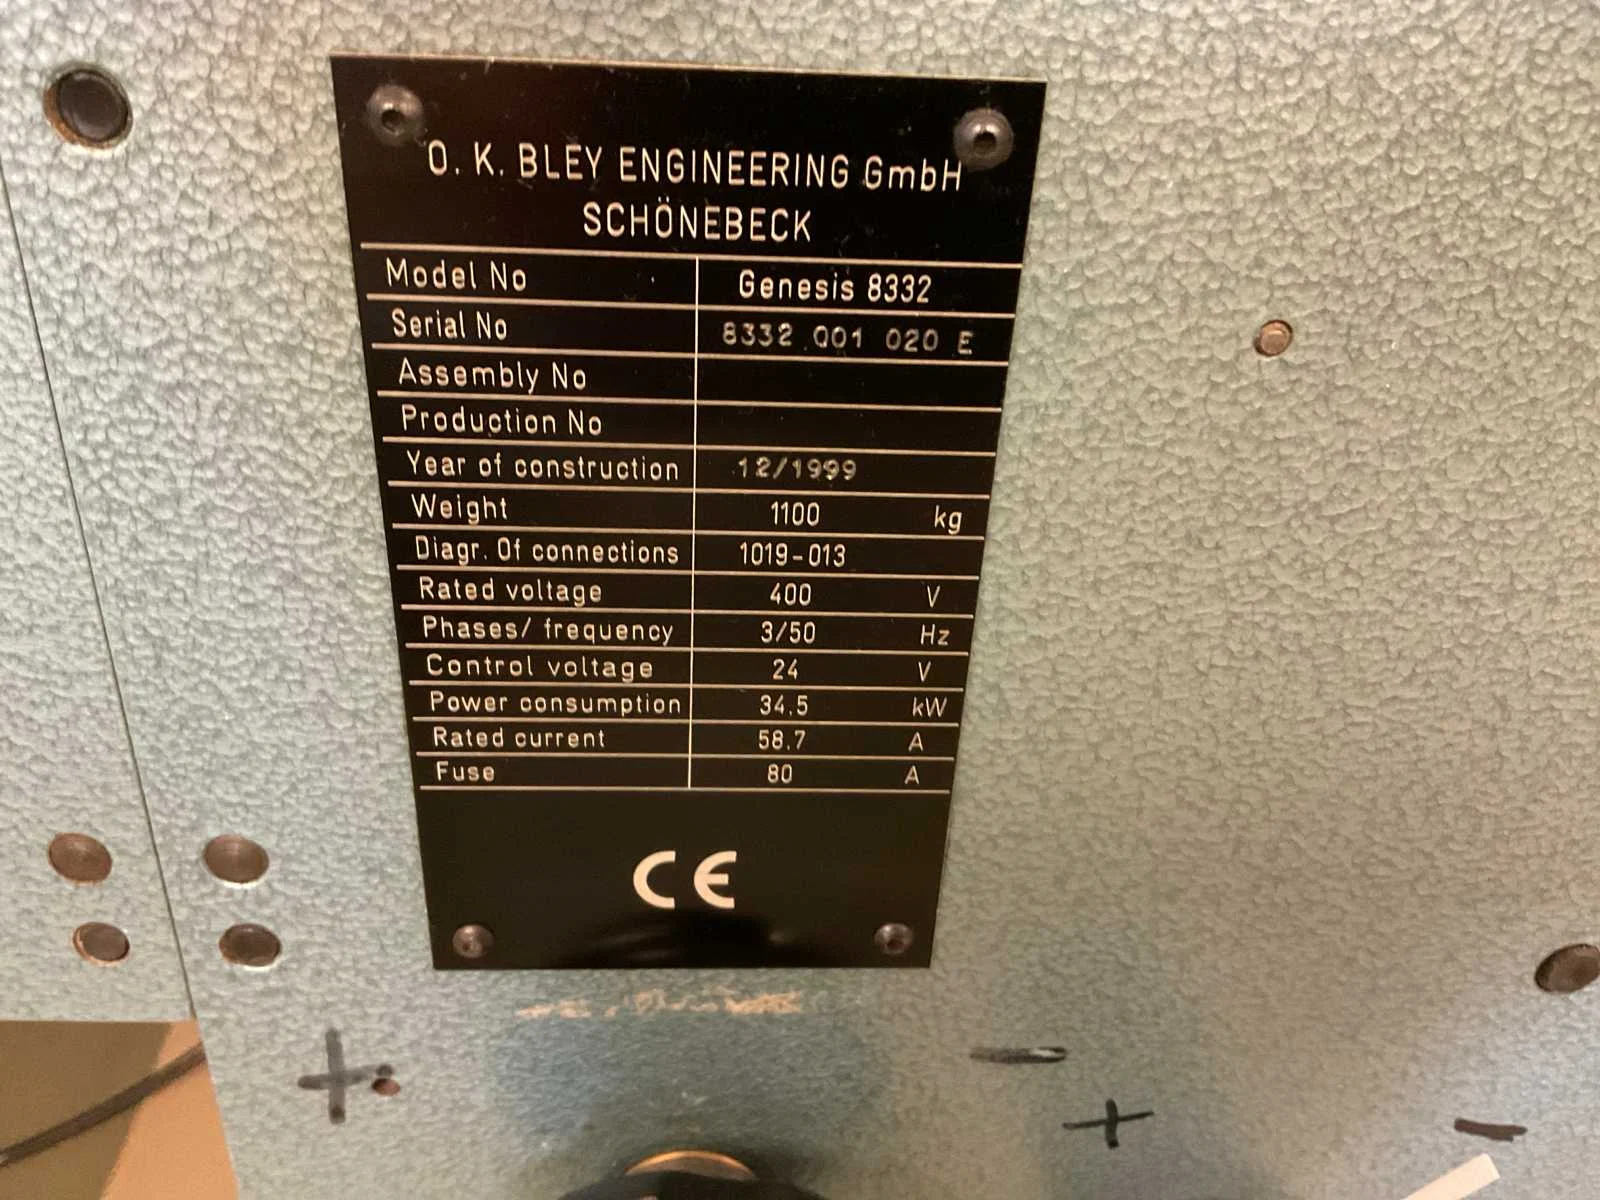 O. K. BLEY ENGINEERING GmbH
SCHÖNEBECK
Model No Genesis 8332
Serial No 8332 001 020 E
Assembly No
Production No
Year of construction 12/1999
Weight 1100 kg
Diagr. Of connections 1019-013
Rated voltage 400 V
Phases/ frequency 3/50 Hz
Control voltage 24 V
Power consumption 34.5 kW
Rated current 58.7 A
Fuse 80 A
CE
+ −
+ −